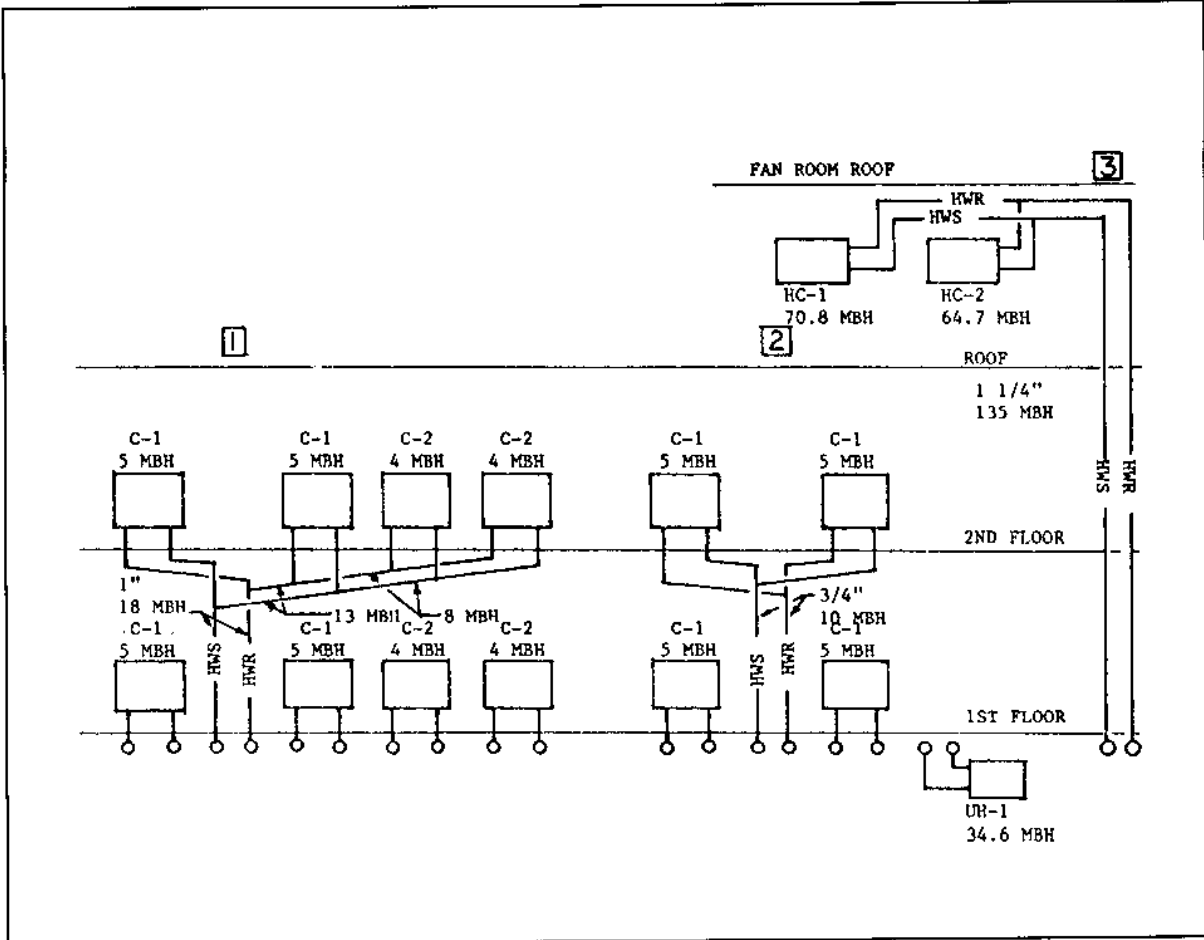 FAN ROOM ROOF
3
HWR
HWS
HC-1
70.8 MBH
HC-2
64.7 MBH
1
2
ROOF
1 1/4"
135 MBH
C-1
5 MBH
C-1
5 MBH
C-2
4 MBH
C-2
4 MBH
C-1
5 MBH
C-1
5 MBH
HWS
HWR
2ND FLOOR
1"
18 MBH
13 MBH
8 MBH
3/4"
10 MBH
C-1
5 MBH
HWS
HWR
C-1
5 MBH
C-2
4 MBH
C-2
4 MBH
C-1
5 MBH
HWS
HWR
C-1
5 MBH
1ST FLOOR
UH-1
34.6 MBH